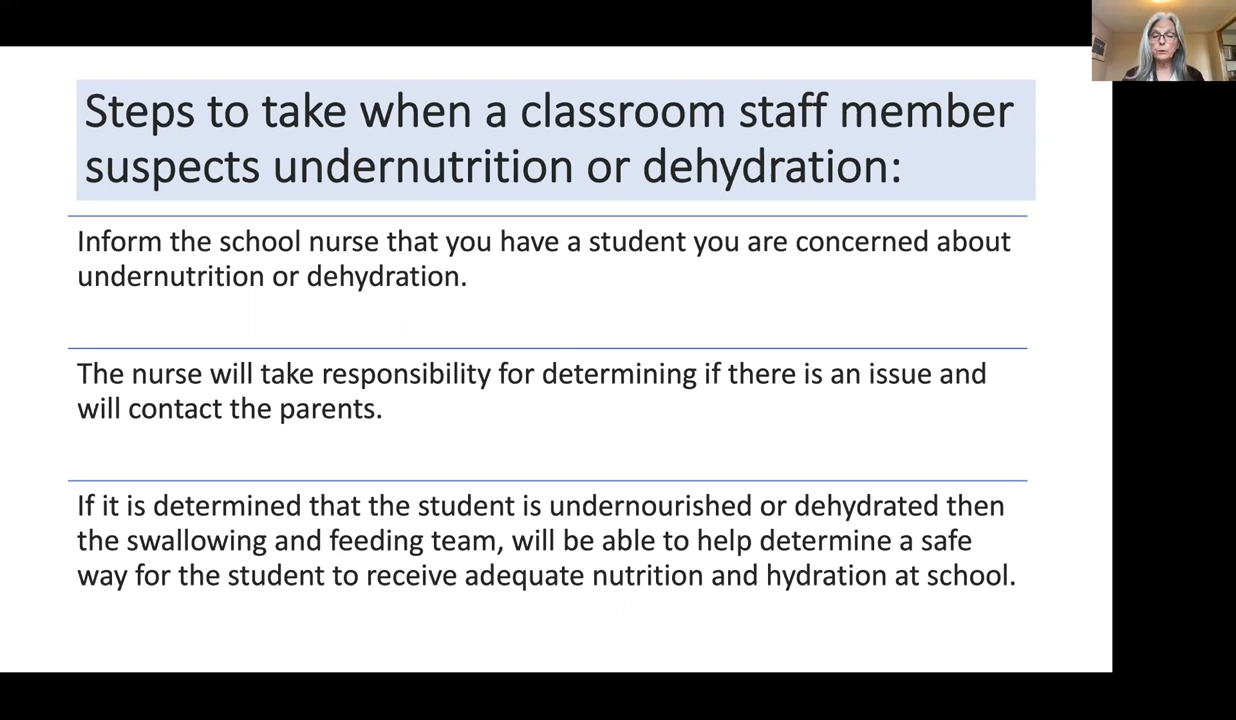 Steps to take when a classroom staff member
suspects undernutrition or dehydration:
Inform the school nurse that you have a student you are concerned about
undernutrition or dehydration.
The nurse will take responsibility for determining if there is an issue and
will contact the parents.
If it is determined that the student is undernourished or dehydrated then
the swallowing and feeding team, will be able to help determine a safe
way for the student to receive adequate nutrition and hydration at school.